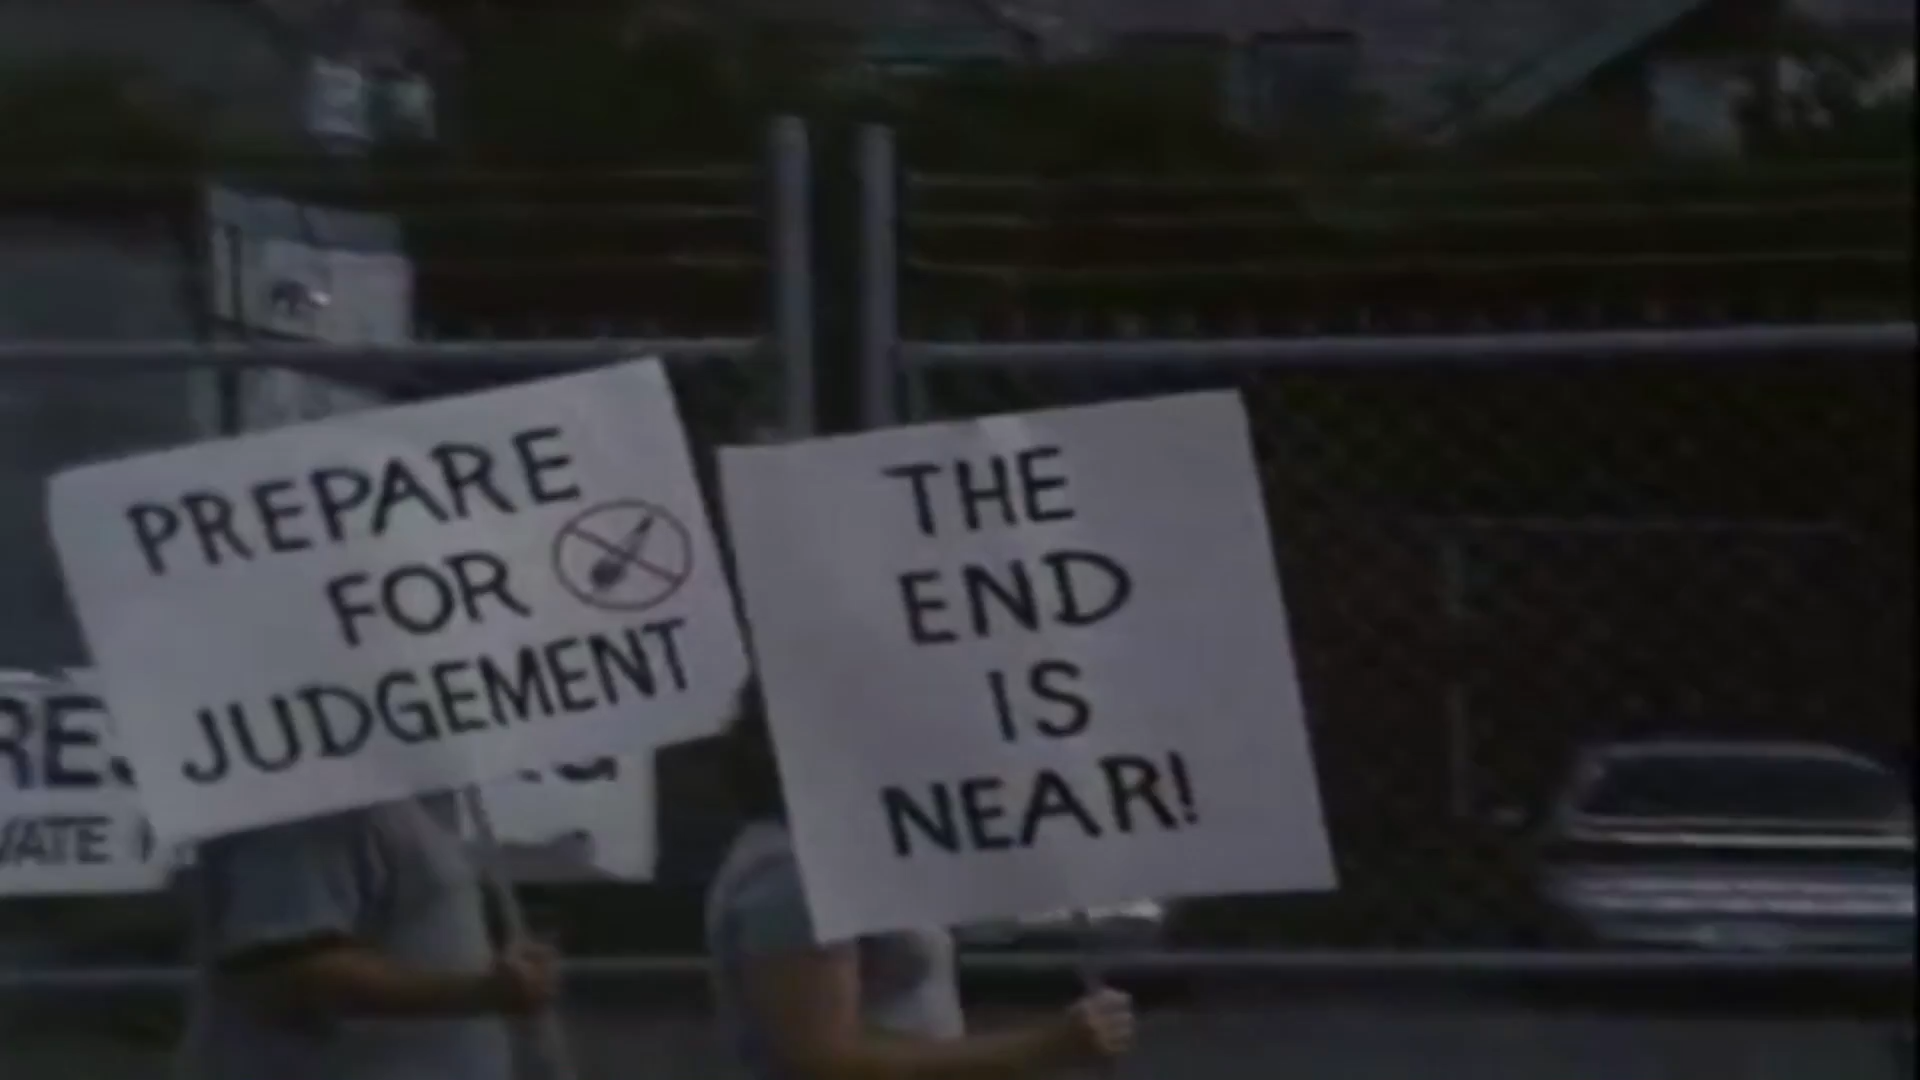 PREPARE
FOR
JUDGEMENT
THE
END
IS
NEAR!